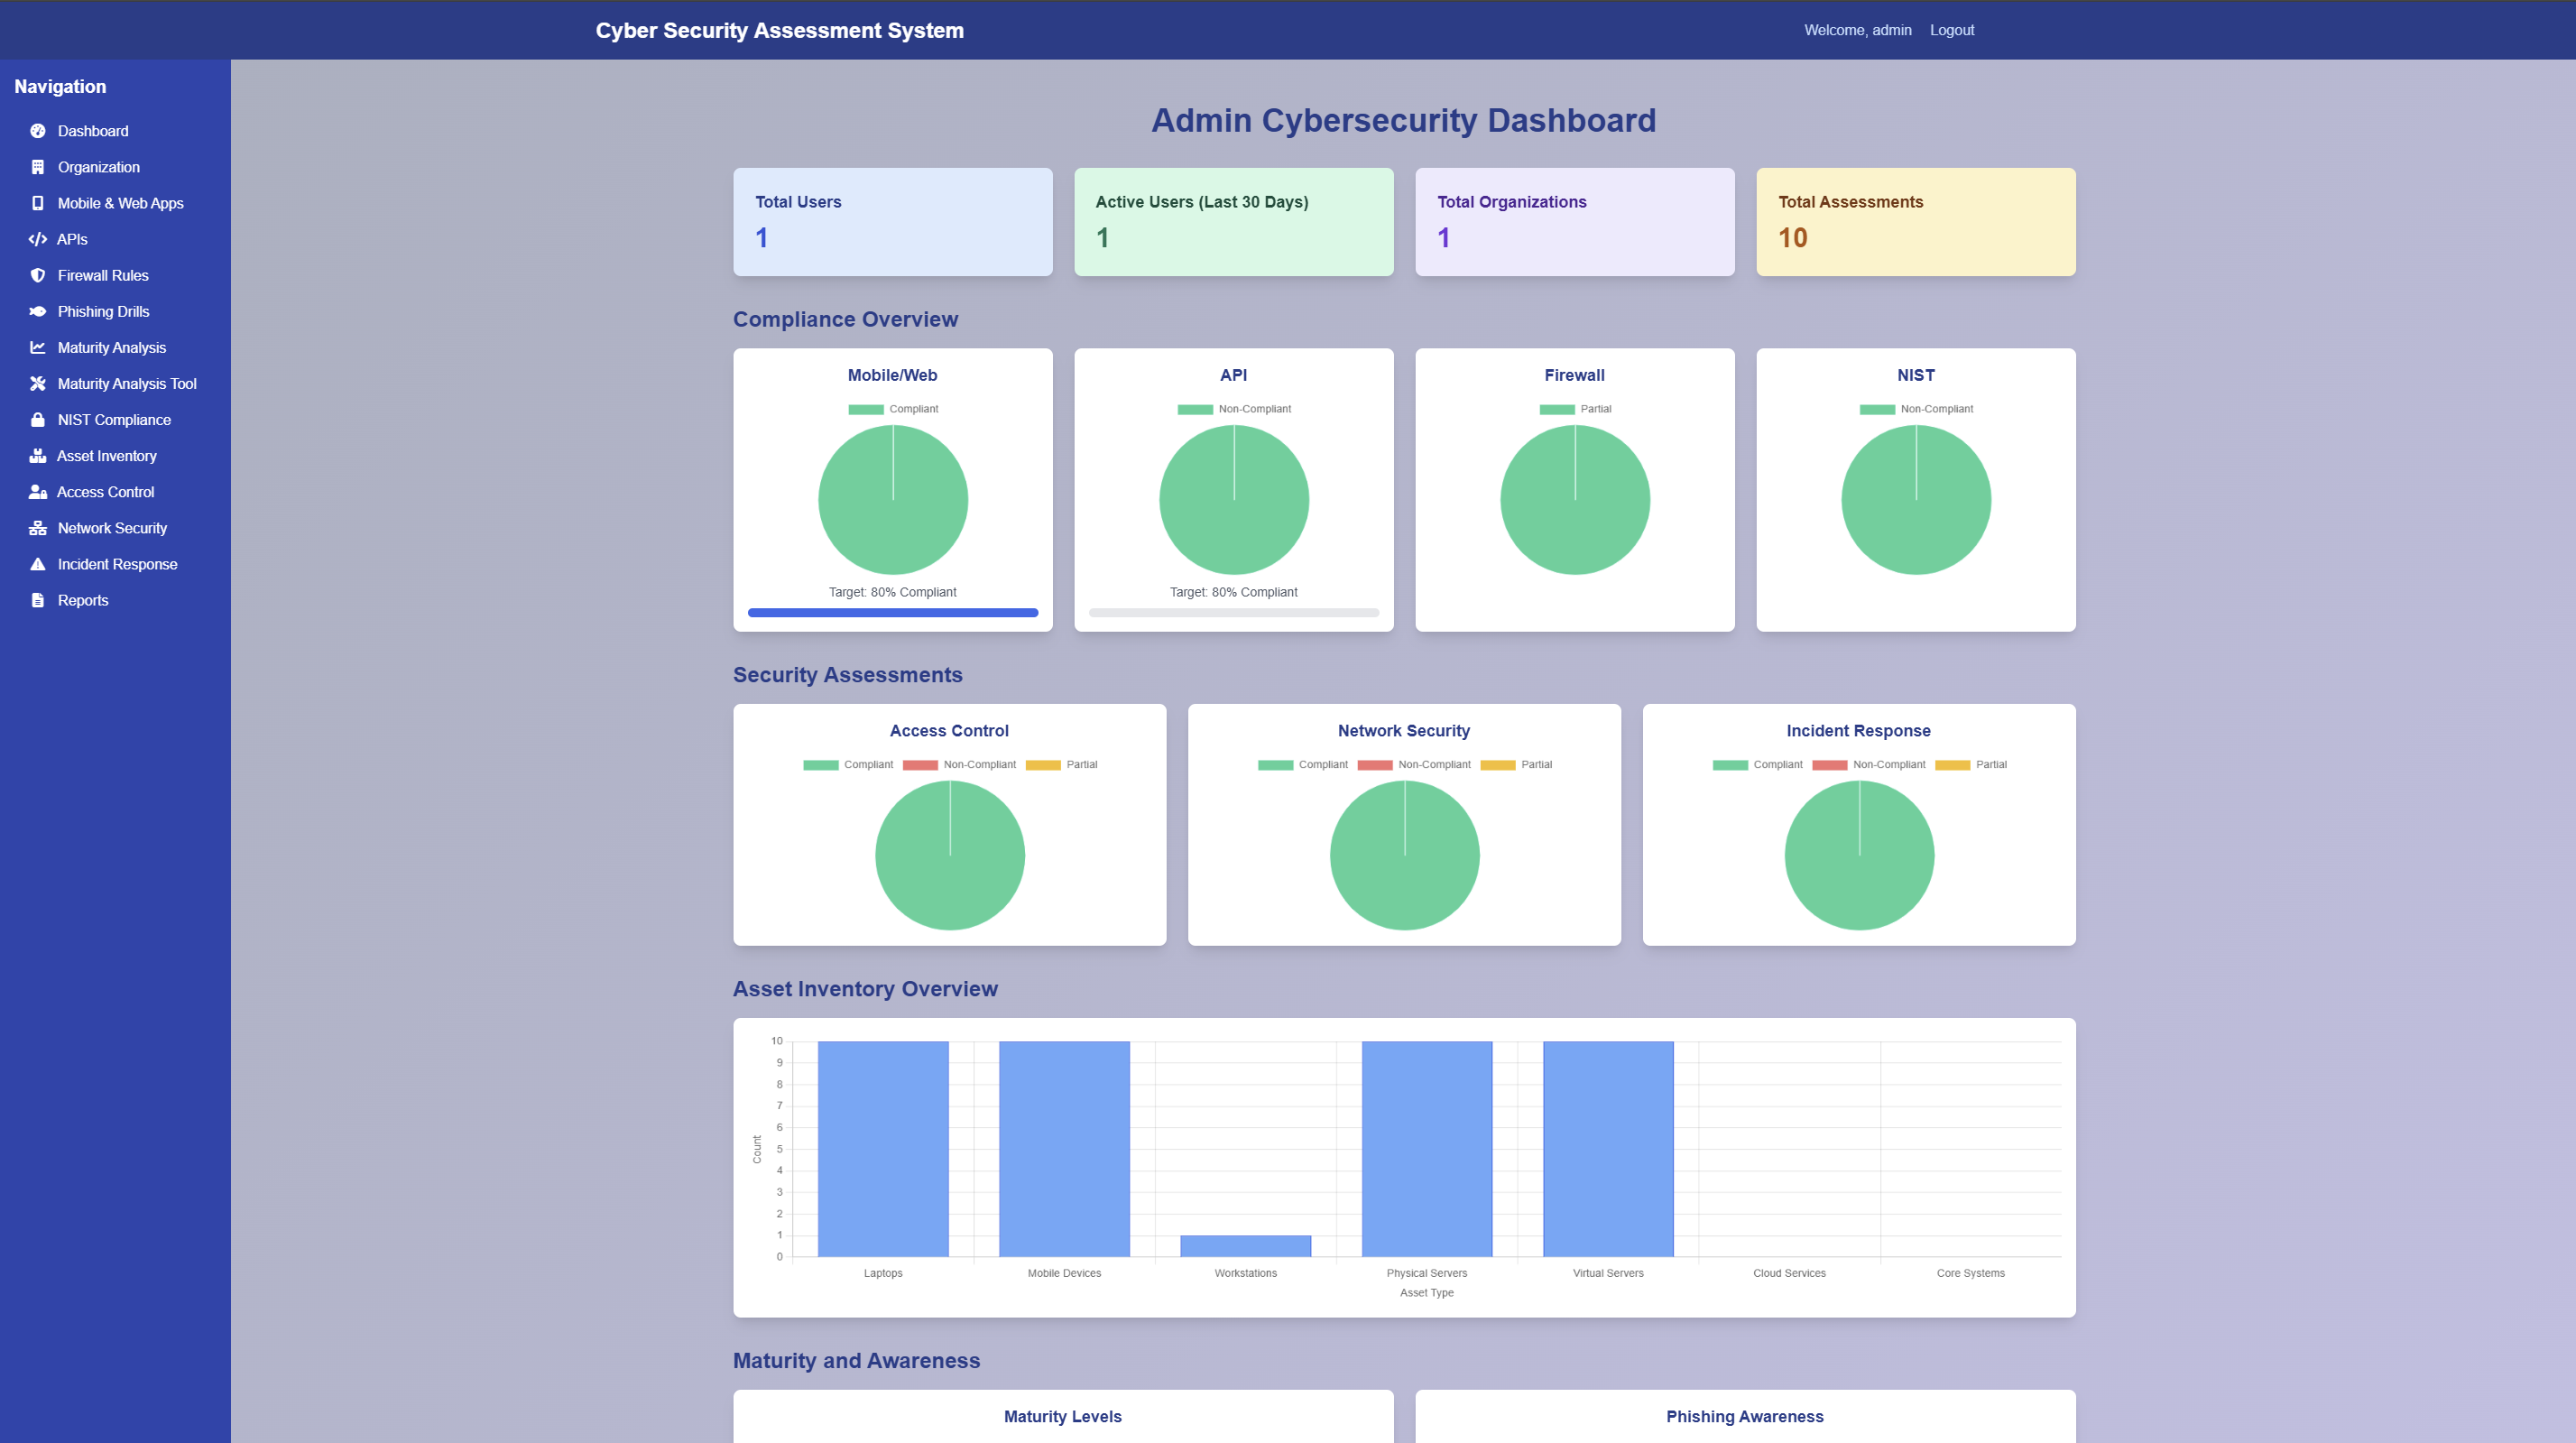 Cyber Security Assessment System
Welcome, admin Logout
Navigation
Dashboard
Organization
Mobile & Web Apps
APIs
Firewall Rules
Phishing Drills
Maturity Analysis
Maturity Analysis Tool
NIST Compliance
Asset Inventory
Access Control
Network Security
Incident Response
Reports
Admin Cybersecurity Dashboard
Total Users
1
Active Users (Last 30 Days)
1
Total Organizations
1
Total Assessments
10
Compliance Overview
Mobile/Web
Compliant
Target: 80% Compliant
API
Non-Compliant
Target: 80% Compliant
Firewall
Partial
NIST
Non-Compliant
Security Assessments
Access Control
Compliant Non-Compliant Partial
Network Security
Compliant Non-Compliant Partial
Incident Response
Compliant Non-Compliant Partial
Asset Inventory Overview
Count
10
9
8
7
6
5
4
3
2
1
0
Laptops Mobile Devices Workstations Physical Servers Virtual Servers Cloud Services Core Systems
Asset Type
Maturity and Awareness
Maturity Levels
Phishing Awareness